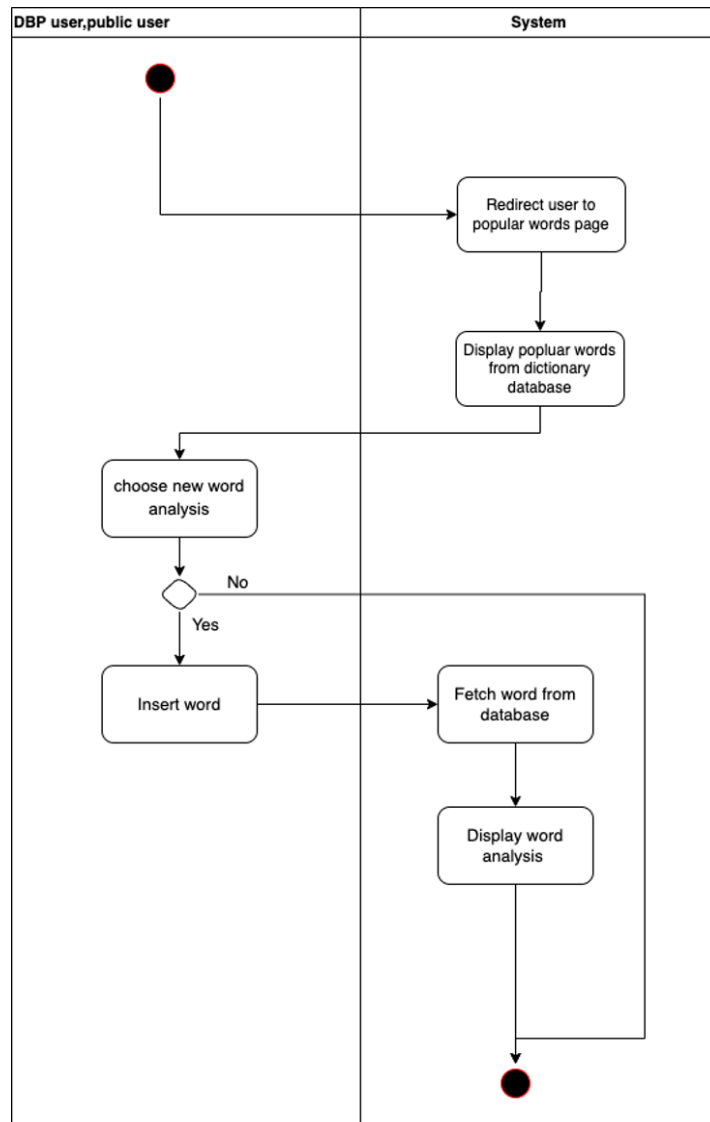 DBP user,public user
System
Redirect user to
popular words page
Display popluar words
from dictionary
database
choose new word
analysis
No
Yes
Insert word
Fetch word from
database
Display word
analysis